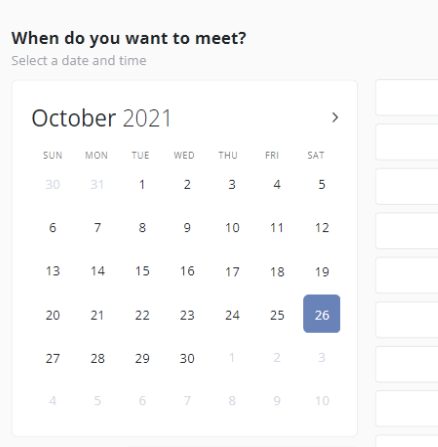 When do you want to meet?
Select a date and time
October 2021 >
SUN MON TUE WED THU FRI SAT
30 31 1 2 3 4 5
6 7 8 9 10 11 12
13 14 15 16 17 18 19
20 21 22 23 24 25 26
27 28 29 30 1 2 3
4 5 6 7 8 9 10